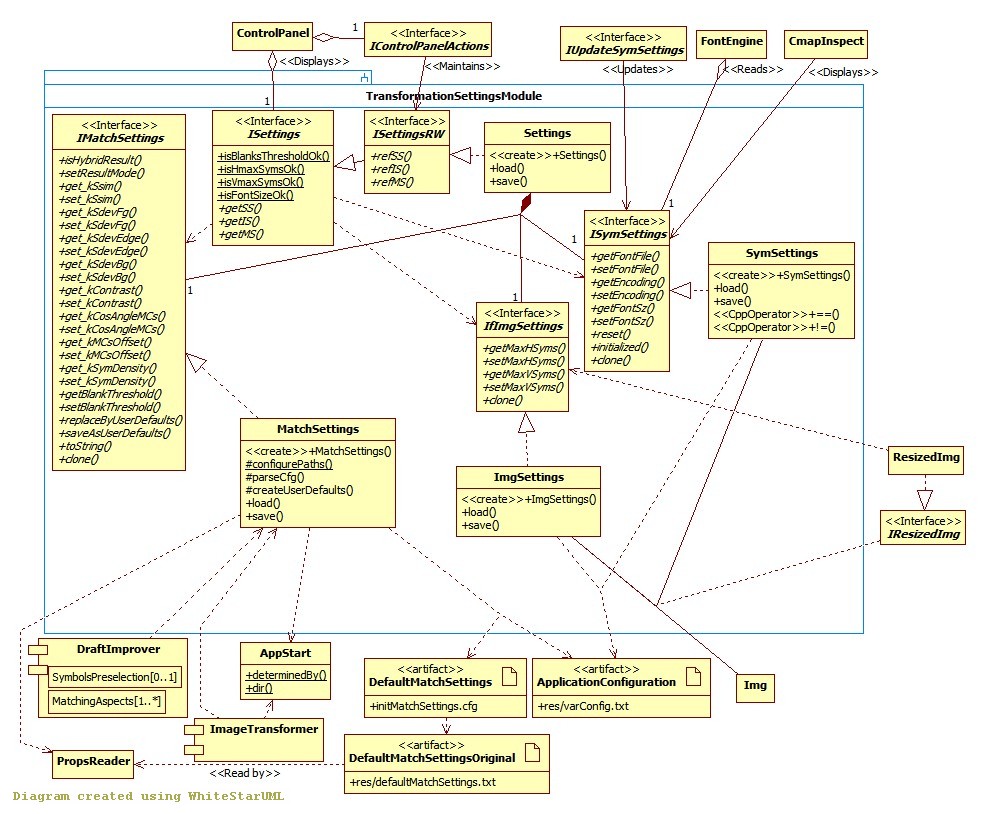 ControlPanel
1
<<Interface>>
IControlPanelActions
<<Interface>>
IUpdateSymSettings
FontEngine
CmapInspect
<<Displays>>
<<Maintains>>
<<Updates>>
<<Reads>>
<<Displays>>
1
TransformationSettingsModule
<<Interface>>
IMatchSettings
+isHybridResult()
+setResultMode()
+get_kSsim()
+set_kSsim()
+get_kSdevFg()
+set_kSdevFg()
+get_kSdevEdge()
+set_kSdevEdge()
+get_kSdevBg()
+set_kSdevBg()
+get_kContrast()
+set_kContrast()
+get_kCosAngleMCs()
+set_kCosAngleMCs()
+get_kMCsOffset()
+set_kMCsOffset()
+get_kSymDensity()
+set_kSymDensity()
+getBlankThreshold()
+setBlankThreshold()
+replaceByUserDefaults()
+saveAsUserDefaults()
+toString()
+clone()
<<Interface>>
ISettings
+isBlanksThresholdOk()
+isHmaxSymsOk()
+isVmaxSymsOk()
+isFontSizeOk()
+getSS()
+getIS()
+getMS()
<<Interface>>
ISettingsRW
+refSS()
+refIS()
+refMS()
Settings
<<create>>+Settings()
+load()
+save()
1
1
1
1
<<Interface>>
ISymSettings
+getFontFile()
+setFontFile()
+getEncoding()
+setEncoding()
+getFontSz()
+setFontSz()
+reset()
+initialized()
+clone()
SymSettings
<<create>>+SymSettings()
+load()
+save()
<<CppOperator>>+==()
<<CppOperator>>+!=()
<<Interface>>
IfImgSettings
+getMaxHSyms()
+setMaxHSyms()
+getMaxVSyms()
+setMaxVSyms()
+clone()
MatchSettings
<<create>>+MatchSettings()
#configurePaths()
#parseCfg()
#createUserDefaults()
+load()
+save()
ImgSettings
<<create>>+ImgSettings()
+load()
+save()
ResizedImg
<<Interface>>
IResizedImg
DraftImprover
SymbolsPreselection[0..1]
MatchingAspects[1..*]
AppStart
+determinedBy()
+dir()
<<artifact>>
DefaultMatchSettings
+initMatchSettings.cfg
<<artifact>>
ApplicationConfiguration
+res/varConfig.txt
Img
ImageTransformer
PropsReader
<<Read by>>
<<artifact>>
DefaultMatchSettingsOriginal
+res/defaultMatchSettings.txt
Diagram created using WhiteStarUML